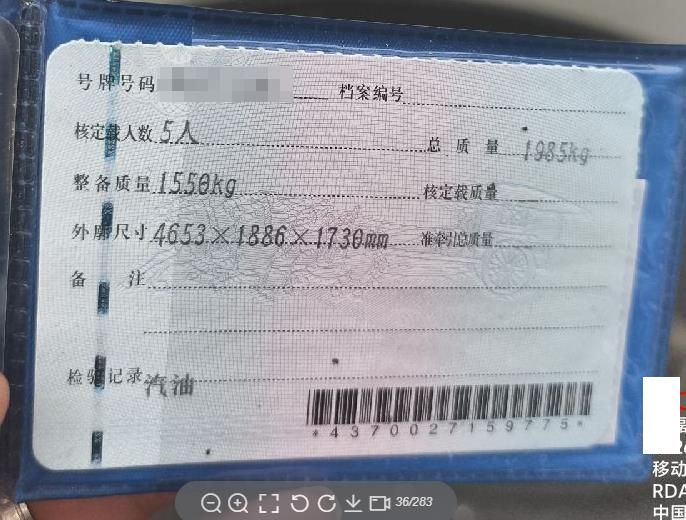 号牌号码 档案编号
核定载人数 5人 总质量 1985kg
整备质量 1550kg 核定载质量
外廓尺寸 4653×1886×1730mm 准牵引总质量
备注
检验记录 汽油
*4370027159775*
36/283
移动
RDA
中国